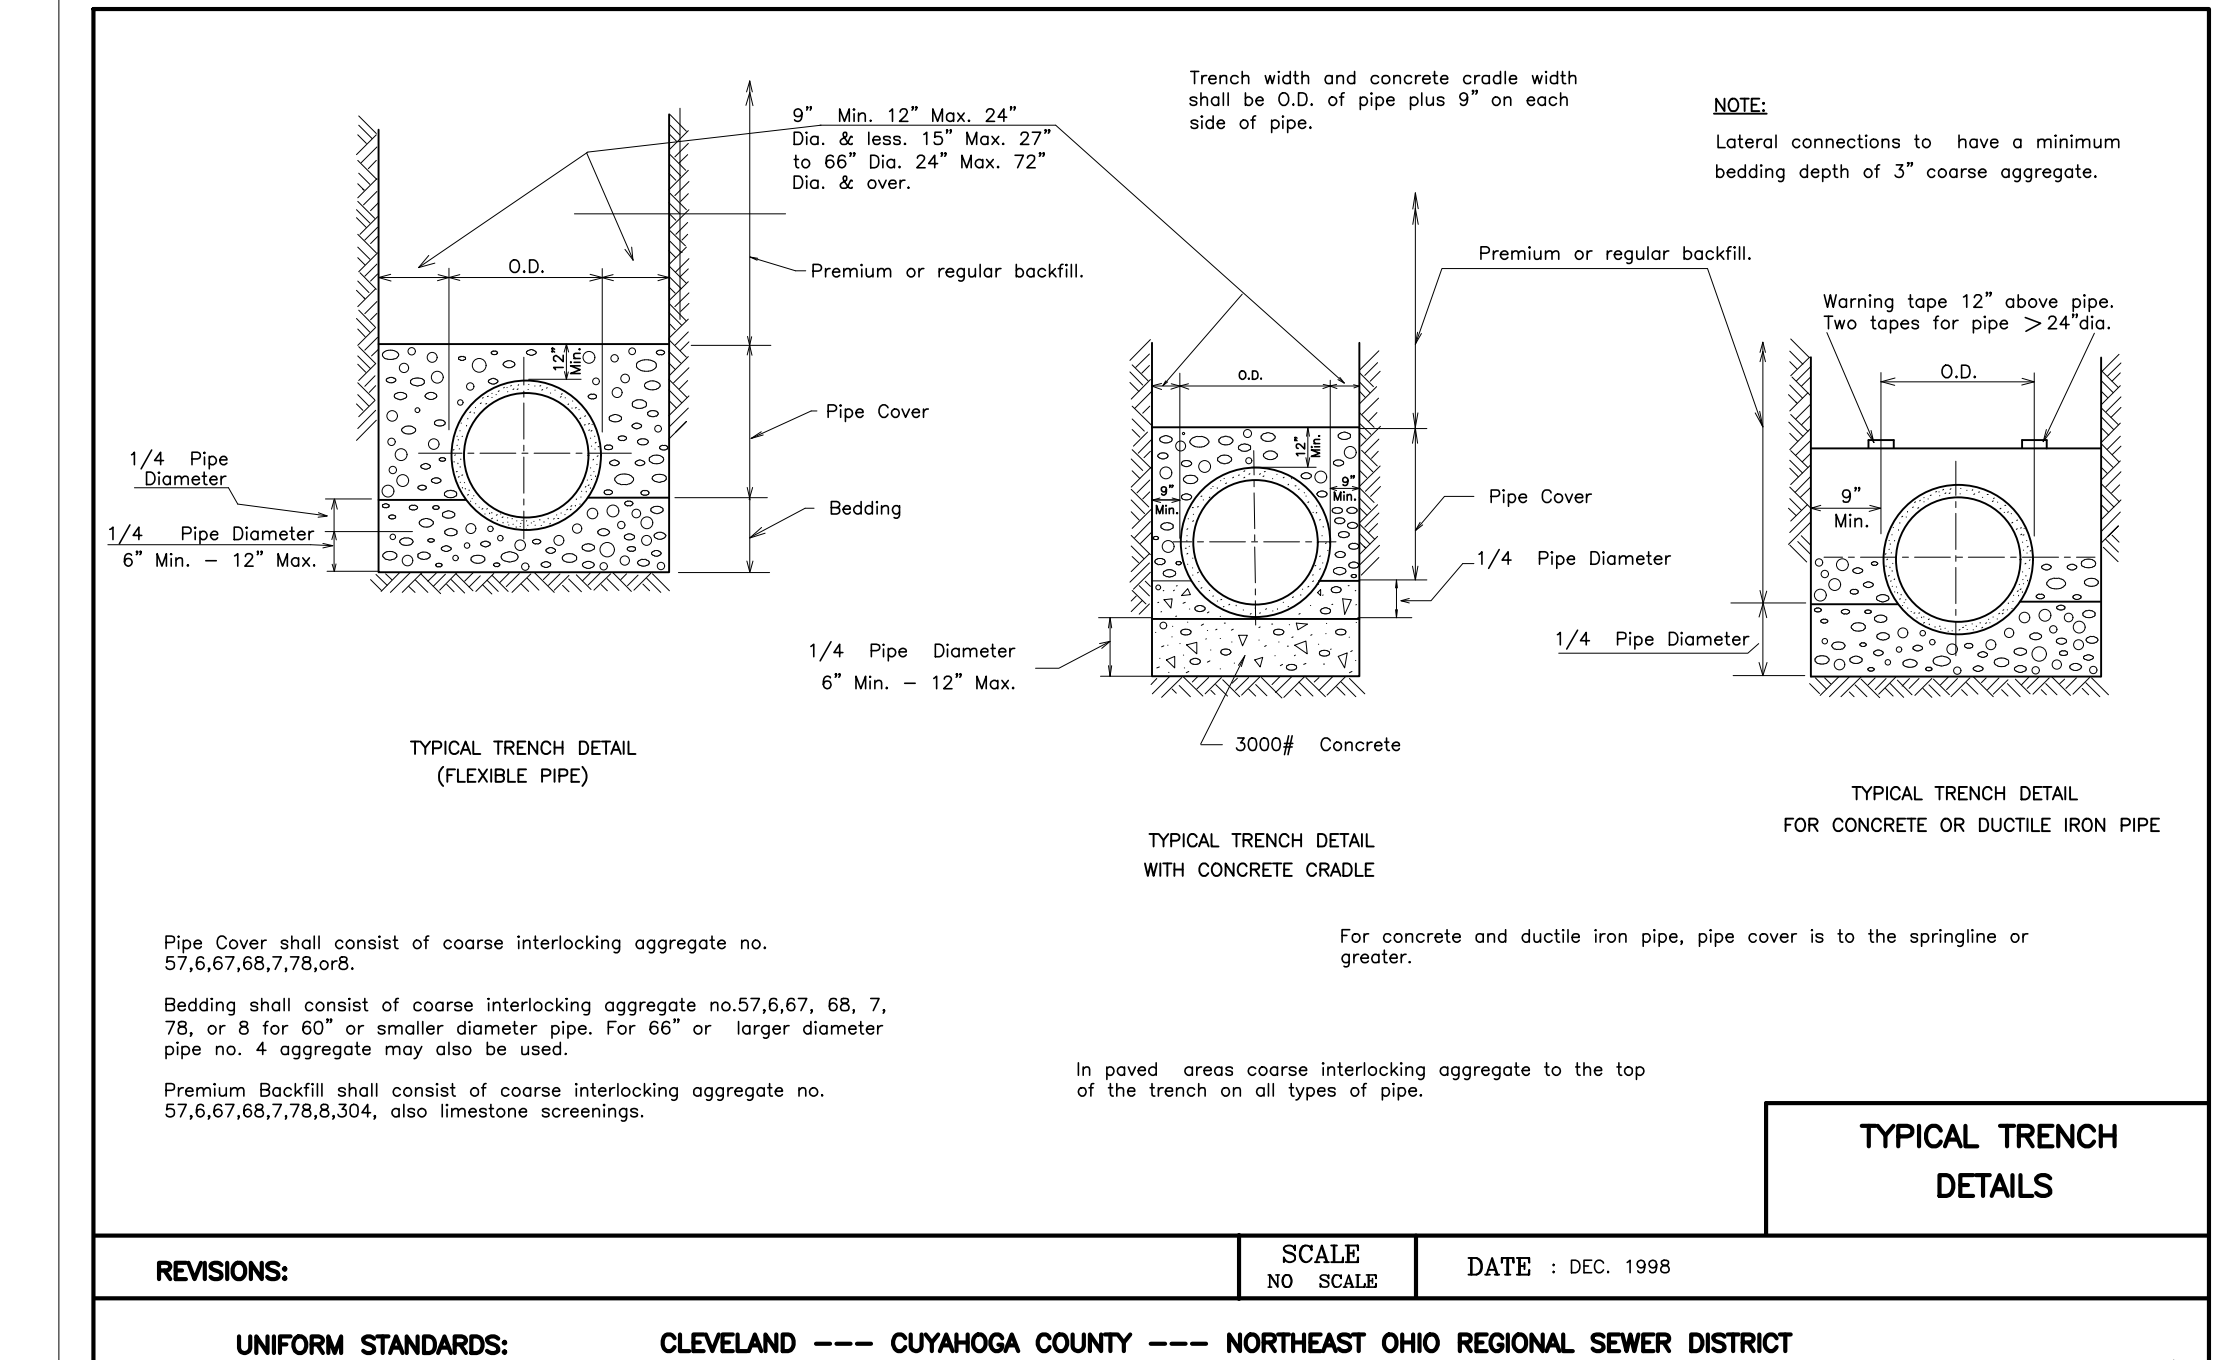 9" Min. 12" Max. 24"
Dia. & less. 15" Max. 27"
to 66" Dia. 24" Max. 72"
Dia. & over.
Trench width and concrete cradle width
shall be O.D. of pipe plus 9" on each
side of pipe.
NOTE:
Lateral connections to have a minimum
bedding depth of 3" coarse aggregate.
O.D.
Premium or regular backfill.
12"
Min.
Pipe Cover
1/4 Pipe
Diameter
Bedding
1/4 Pipe Diameter
6" Min. – 12" Max.
TYPICAL TRENCH DETAIL
(FLEXIBLE PIPE)
Premium or regular backfill.
O.D.
12"
Min.
9"
Min.
9"
Min.
Pipe Cover
1/4 Pipe Diameter
1/4 Pipe Diameter
6" Min. – 12" Max.
3000# Concrete
TYPICAL TRENCH DETAIL
WITH CONCRETE CRADLE
Warning tape 12" above pipe.
Two tapes for pipe >24"dia.
O.D.
9"
Min.
1/4 Pipe Diameter
TYPICAL TRENCH DETAIL
FOR CONCRETE OR DUCTILE IRON PIPE
Pipe Cover shall consist of coarse interlocking aggregate no.
57,6,67,68,7,78,or8.
Bedding shall consist of coarse interlocking aggregate no.57,6,67, 68, 7,
78, or 8 for 60" or smaller diameter pipe. For 66" or larger diameter
pipe no. 4 aggregate may also be used.
Premium Backfill shall consist of coarse interlocking aggregate no.
57,6,67,68,7,78,8,304, also limestone screenings.
For concrete and ductile iron pipe, pipe cover is to the springline or
greater.
In paved areas coarse interlocking aggregate to the top
of the trench on all types of pipe.
TYPICAL TRENCH
DETAILS
REVISIONS:
SCALE
NO SCALE
DATE : DEC. 1998
UNIFORM STANDARDS: CLEVELAND --- CUYAHOGA COUNTY --- NORTHEAST OHIO REGIONAL SEWER DISTRICT